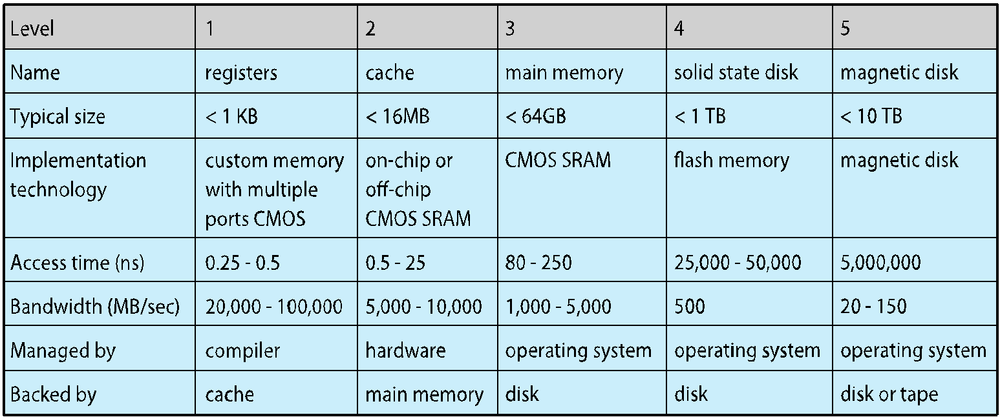 Level 1 2 3 4 5
Name registers cache main memory solid state disk magnetic disk
Typical size < 1 KB < 16MB < 64GB < 1 TB < 10 TB
Implementation custom memory on-chip or CMOS SRAM flash memory magnetic disk
technology with multiple off-chip
ports CMOS CMOS SRAM
Access time (ns) 0.25 - 0.5 0.5 - 25 80 - 250 25,000 - 50,000 5,000,000
Bandwidth (MB/sec) 20,000 - 100,000 5,000 - 10,000 1,000 - 5,000 500 20 - 150
Managed by compiler hardware operating system operating system operating system
Backed by cache main memory disk disk disk or tape